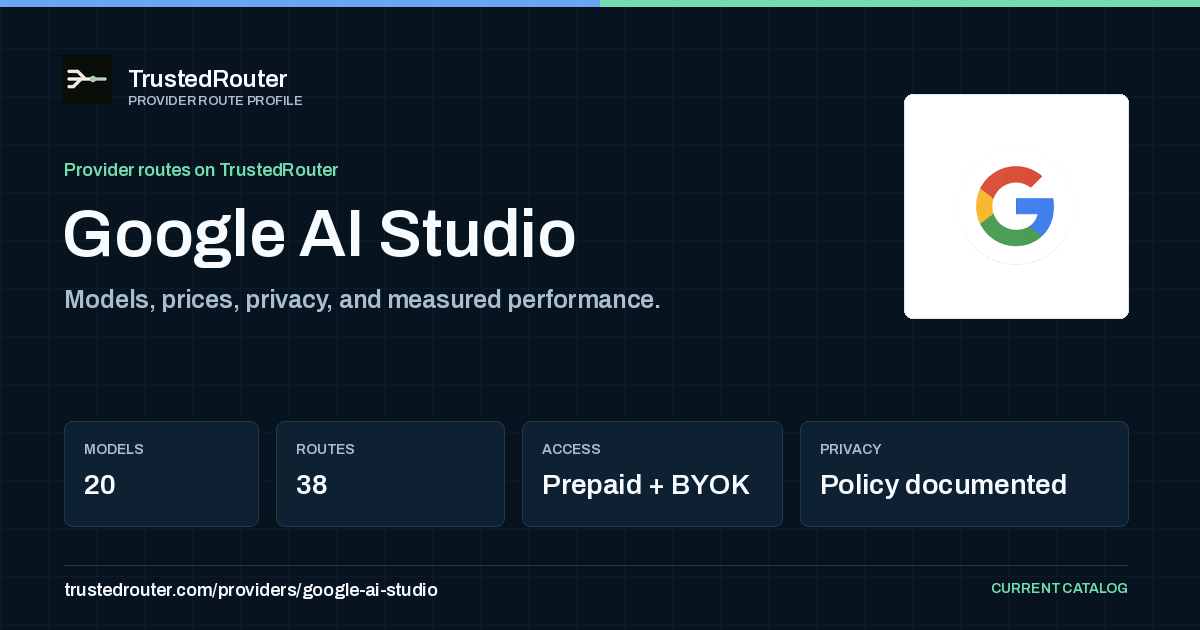 TrustedRouter
PROVIDER ROUTE PROFILE
Provider routes on TrustedRouter
Google AI Studio
Models, prices, privacy, and measured performance.
MODELS
20
ROUTES
38
ACCESS
Prepaid + BYOK
PRIVACY
Policy documented
trustedrouter.com/providers/google-ai-studio
CURRENT CATALOG